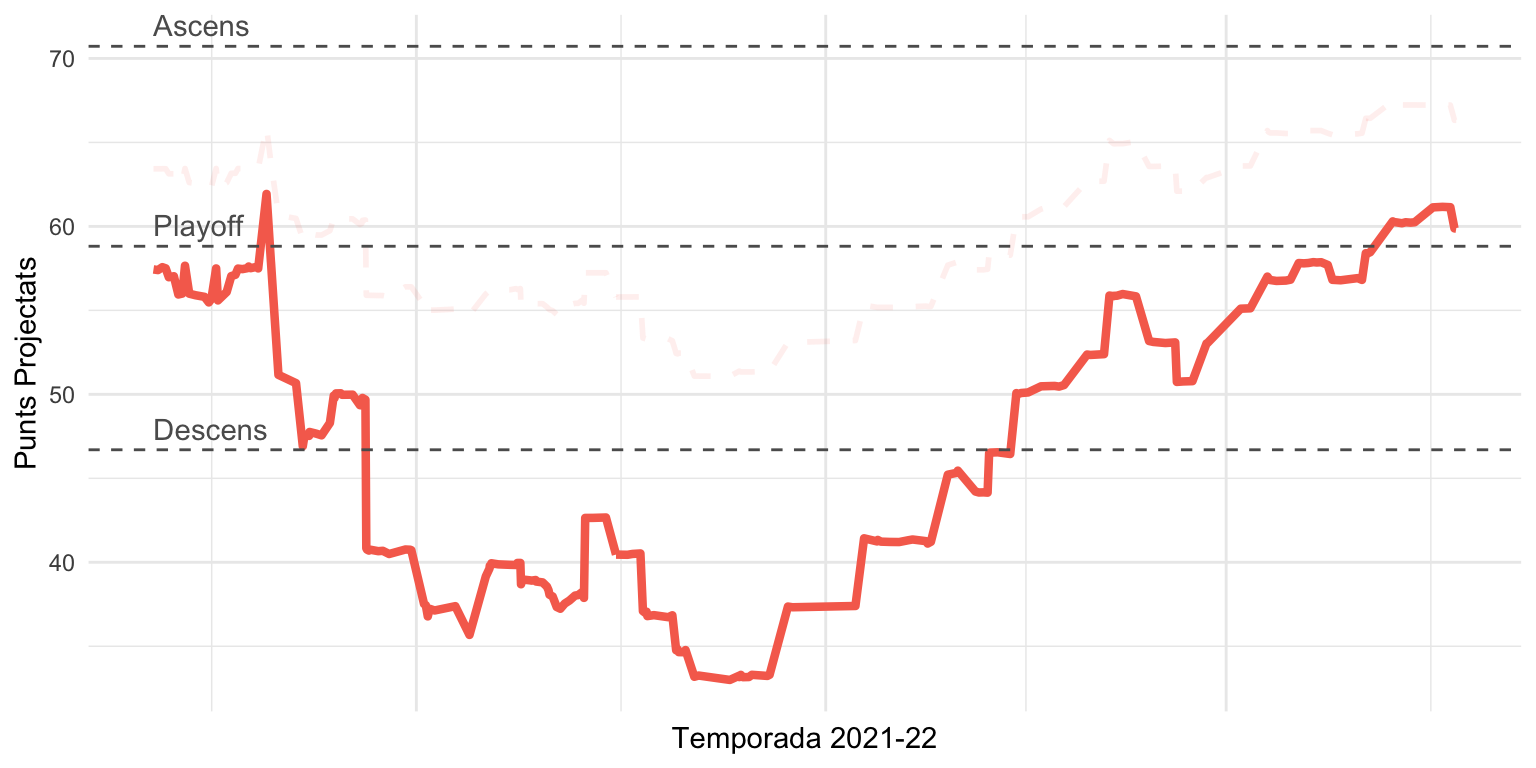 Ascens
70
Playoff
60
50
Descens
40
Punts Projectats
Temporada 2021-22